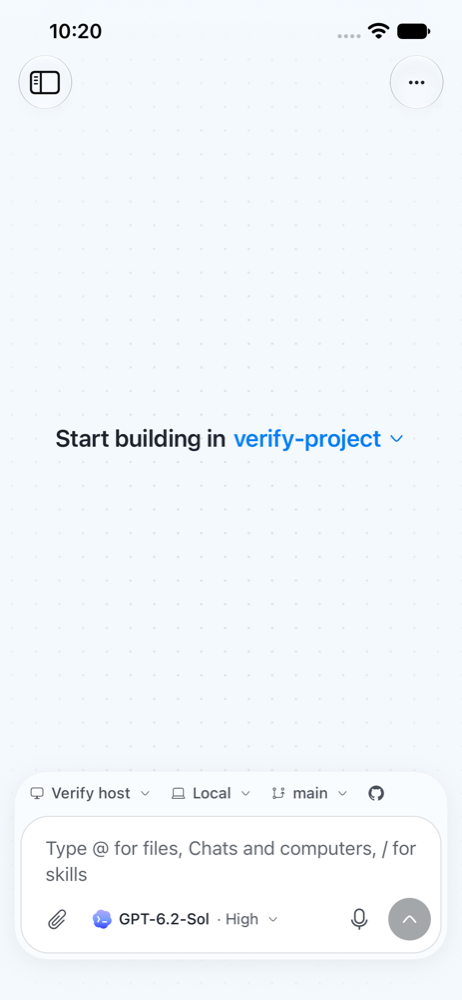 10:20
Start building in verify-project
Verify host Local main
Type @ for files, Chats and computers, / for
skills
GPT-6.2-Sol · High